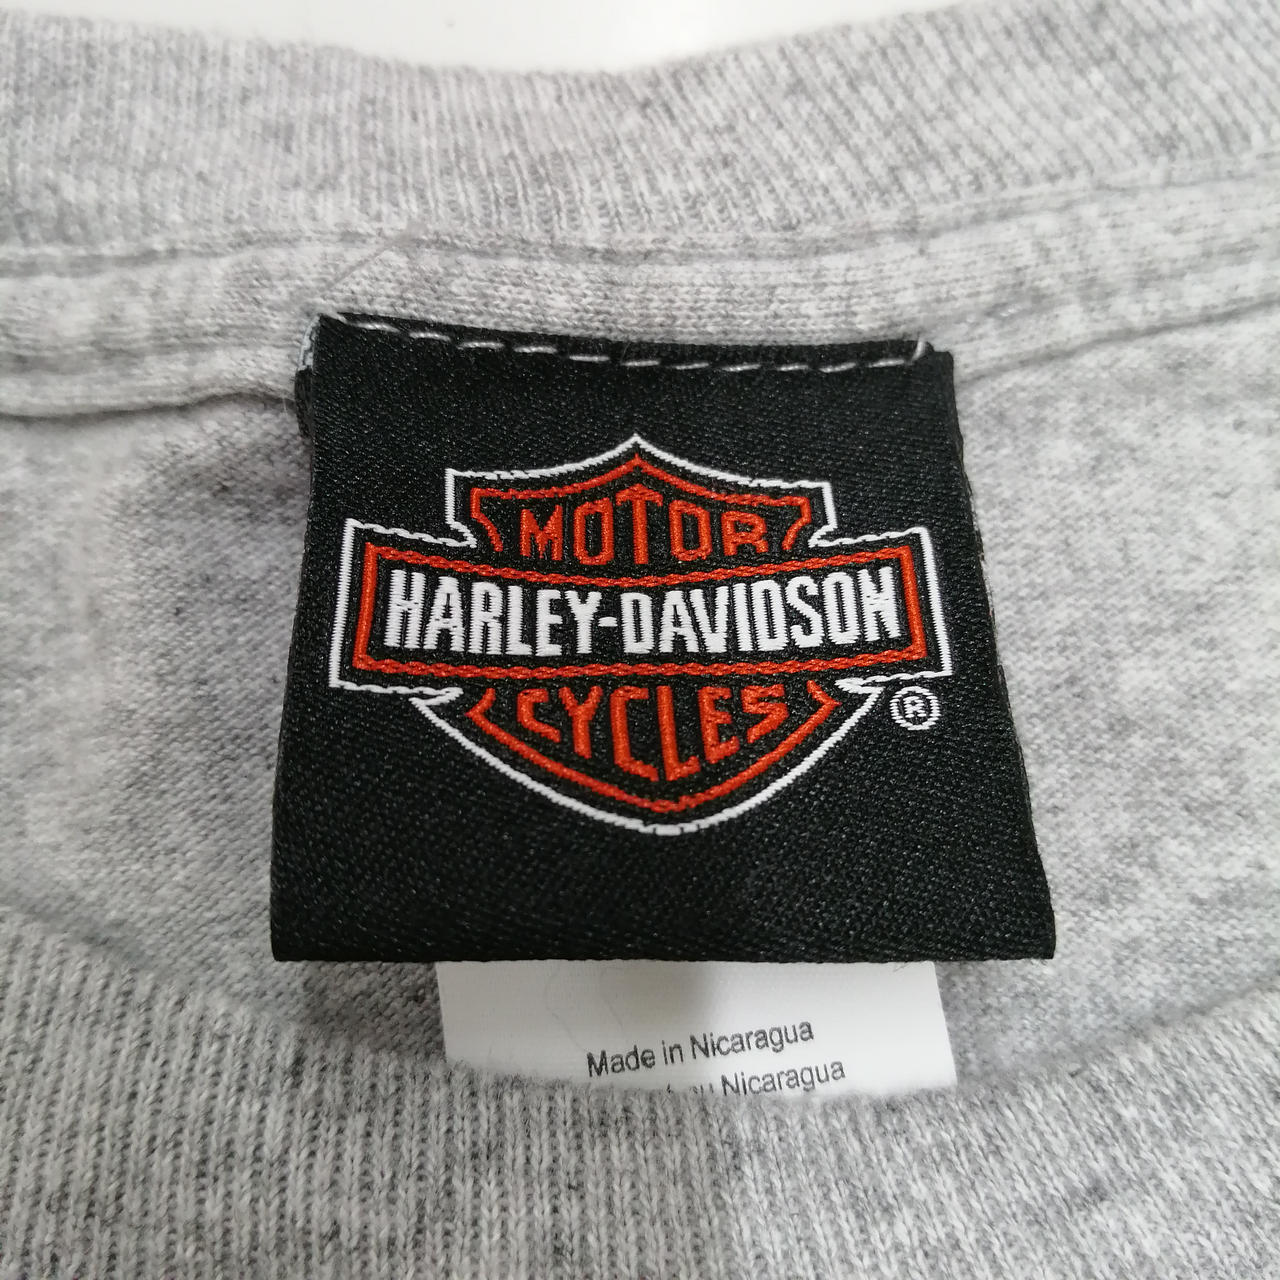 MOTOR
HARLEY-DAVIDSON
CYCLES
®
Made in Nicaragua
Nicaragua